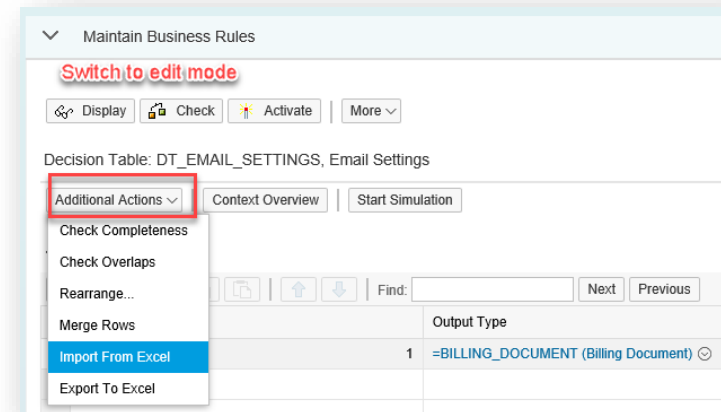 Maintain Business Rules
Switch to edit mode
Display Check Activate More
Decision Table: DT_EMAIL_SETTINGS, Email Settings
Additional Actions Context Overview Start Simulation
Check Completeness
Check Overlaps
Rearrange... Find: Next Previous
Merge Rows Output Type
Import From Excel 1 =BILLING_DOCUMENT (Billing Document)
Export To Excel